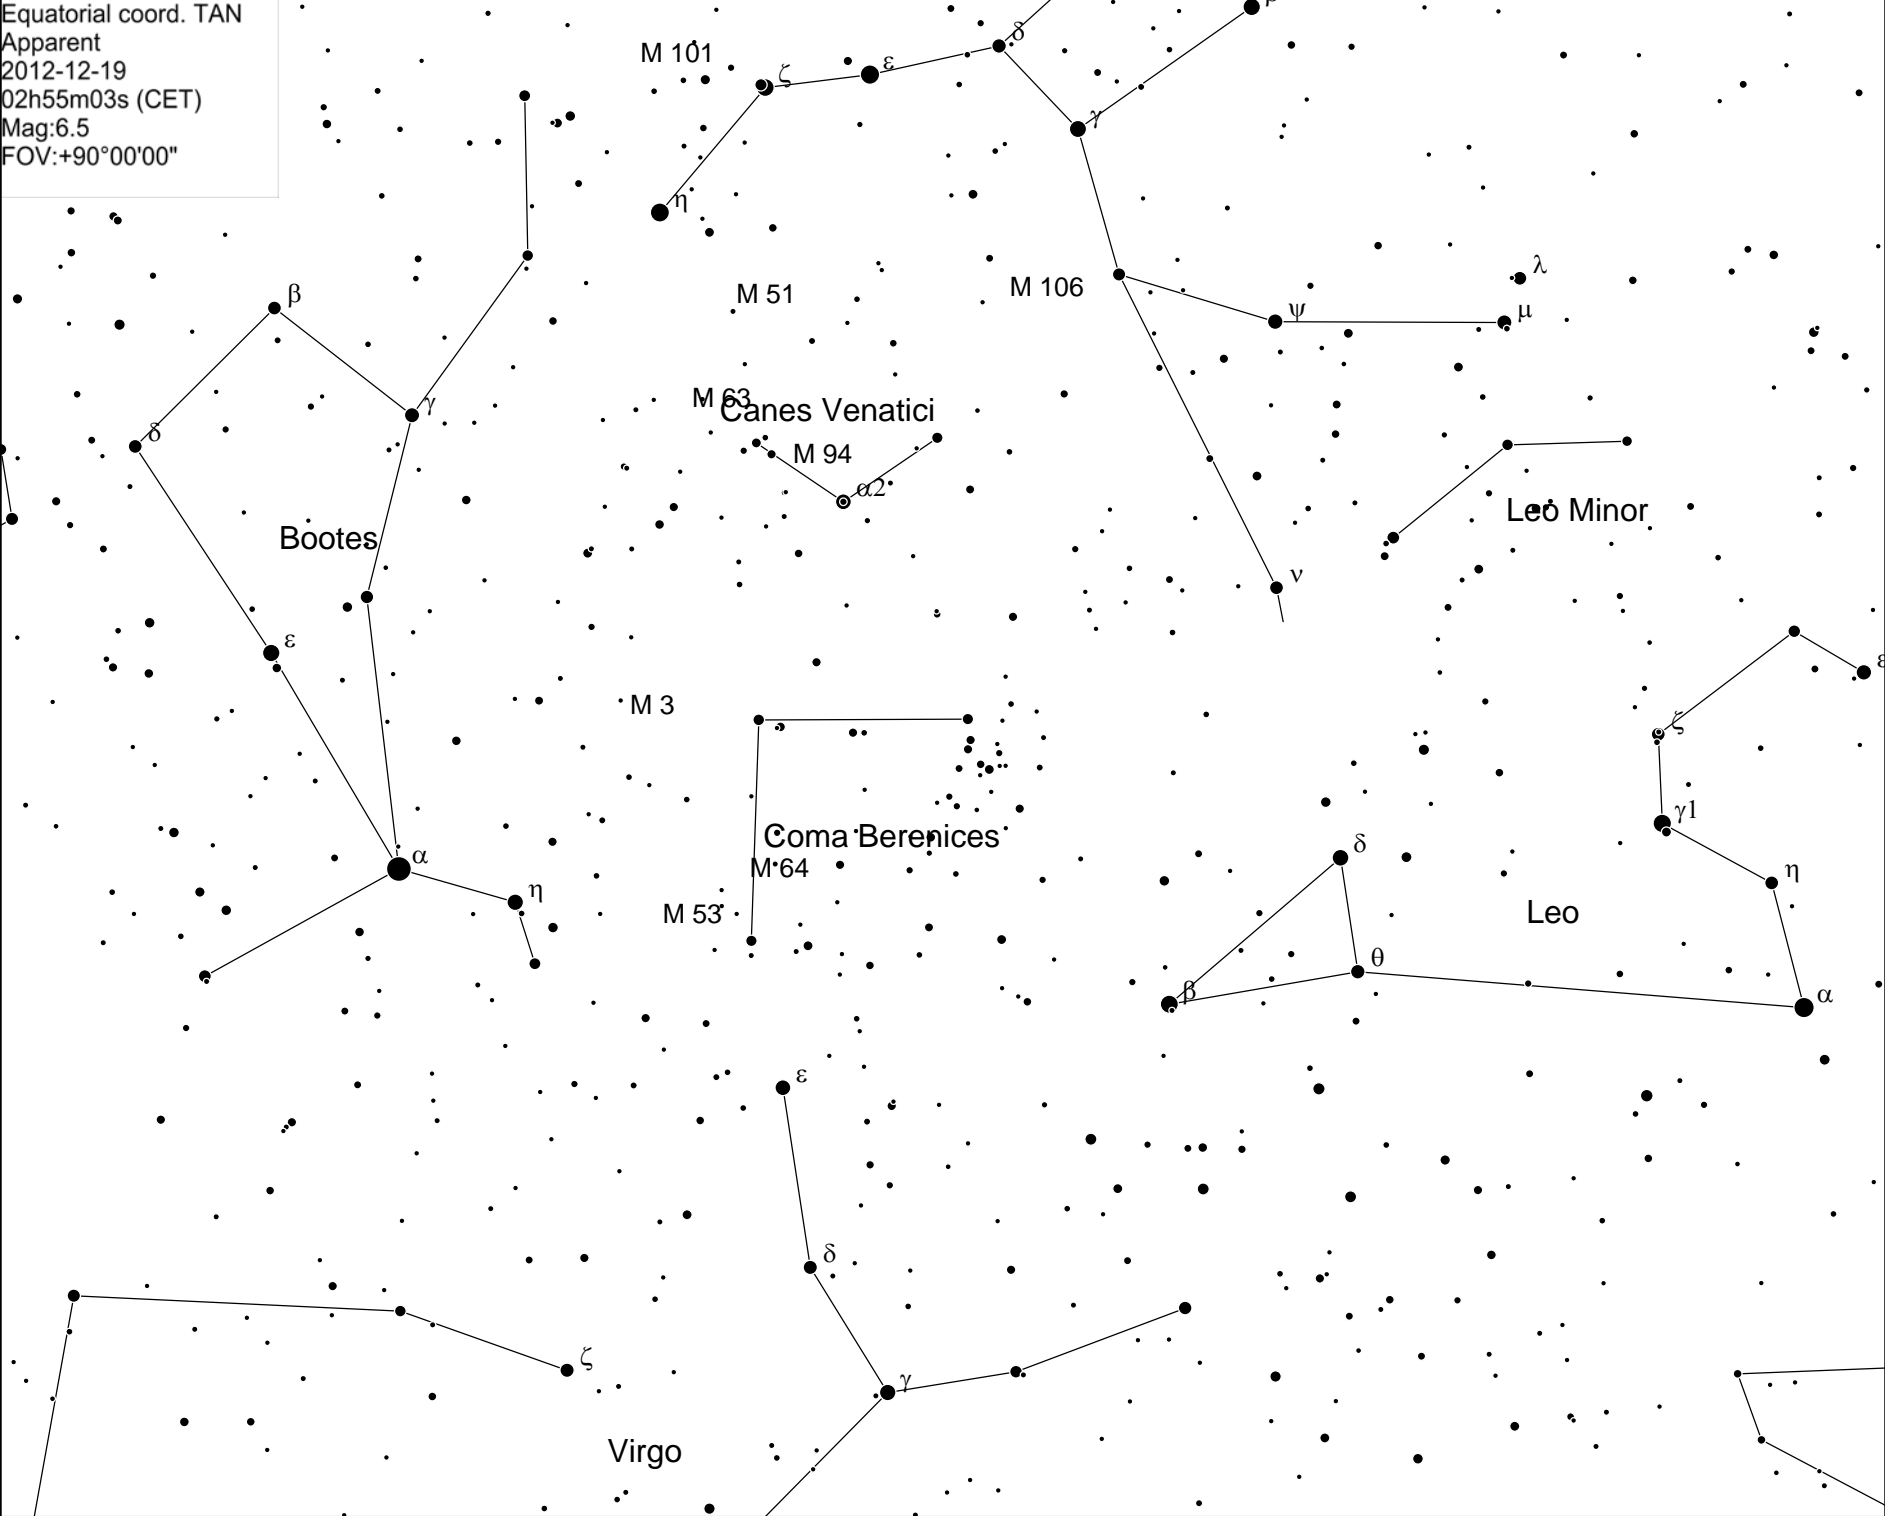 Equatorial coord. TAN
Apparent
2012-12-19
02h55m03s (CET)
Mag:6.5
FOV:+90°00'00"
δ
M 101
ζ
ε
γ
η
λ
M 51
M 106
β
ψ
μ
M 63
Canes Venatici
γ
δ
M 94
α2
Leo Minor
Bootes
ν
ε
ε
M 3
ζ
γ1
Coma Berenices
δ
α
M 64
η
η
M 53
Leo
θ
β
α
ε
δ
ζ
γ
Virgo